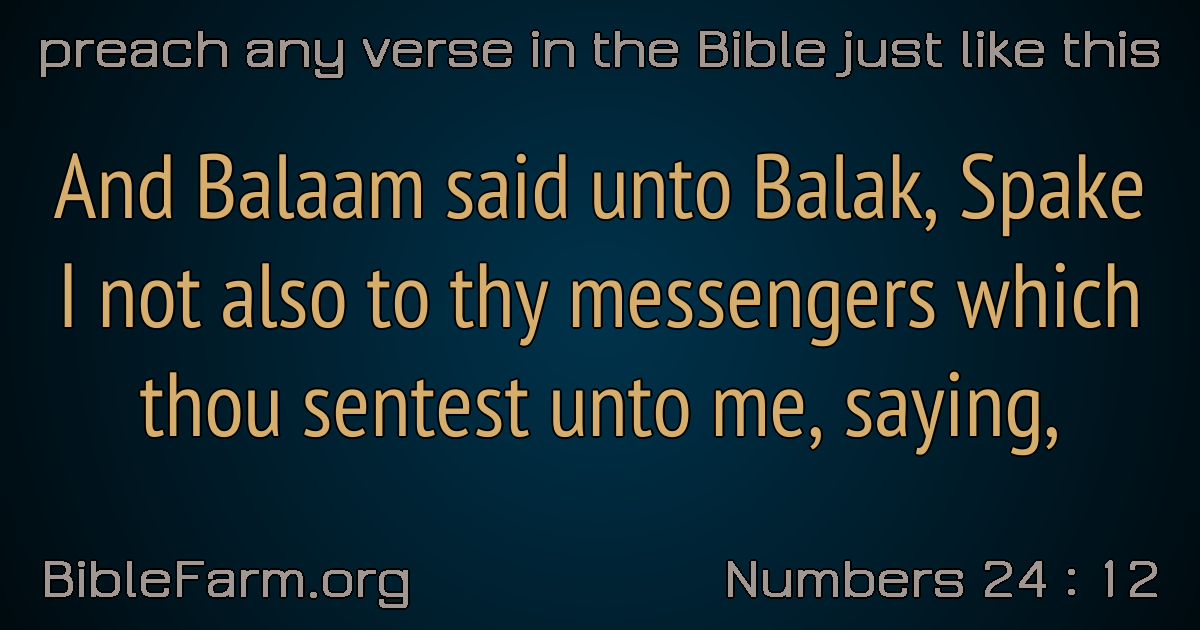 preach any verse in the Bible just like this
And Balaam said unto Balak, Spake
I not also to thy messengers which
thou sentest unto me, saying,
BibleFarm.org
Numbers 24 : 12